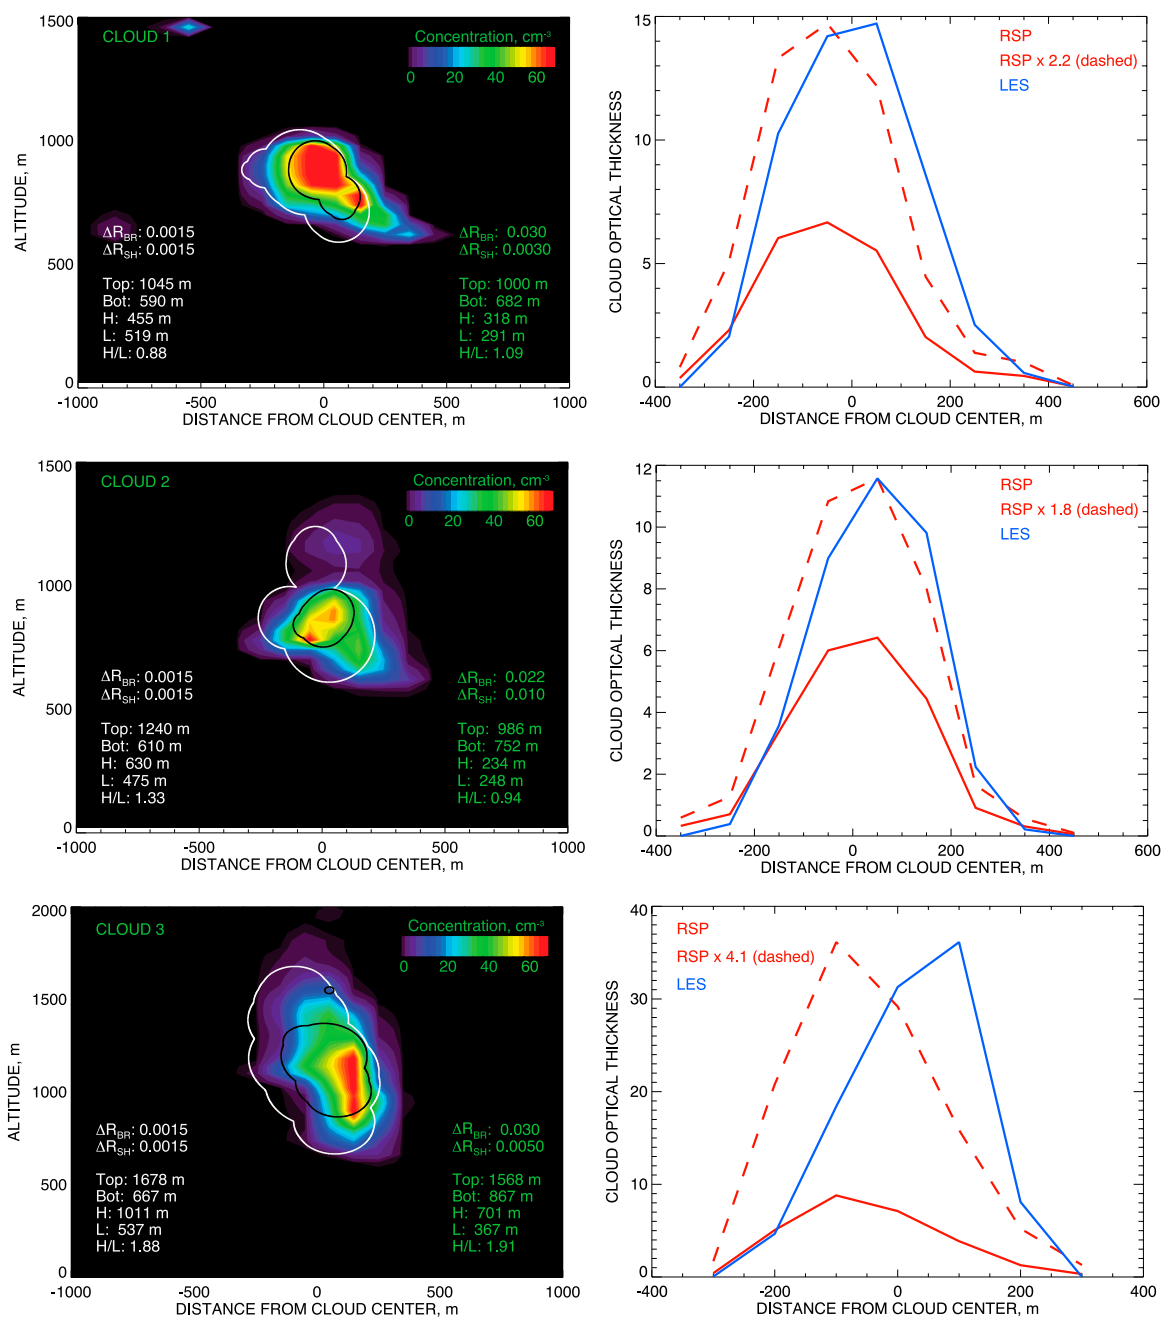 CLOUD 1
Concentration, cm-3
0 20 40 60
1500
1000
500
0
ALTITUDE, m
ΔRBR: 0.0015
ΔRSH: 0.0015
Top: 1045 m
Bot: 590 m
H: 455 m
L: 519 m
H/L: 0.88
ΔRBR: 0.030
ΔRSH: 0.0030
Top: 1000 m
Bot: 682 m
H: 318 m
L: 291 m
H/L: 1.09
-1000 -500 0 500 1000
DISTANCE FROM CLOUD CENTER, m
15
10
5
0
CLOUD OPTICAL THICKNESS
RSP
RSP x 2.2 (dashed)
LES
-400 -200 0 200 400 600
DISTANCE FROM CLOUD CENTER, m
CLOUD 2
Concentration, cm-3
0 20 40 60
1500
1000
500
0
ALTITUDE, m
ΔRBR: 0.0015
ΔRSH: 0.0015
Top: 1240 m
Bot: 610 m
H: 630 m
L: 475 m
H/L: 1.33
ΔRBR: 0.022
ΔRSH: 0.010
Top: 986 m
Bot: 752 m
H: 234 m
L: 248 m
H/L: 0.94
-1000 -500 0 500 1000
DISTANCE FROM CLOUD CENTER, m
12
10
8
6
4
2
0
CLOUD OPTICAL THICKNESS
RSP
RSP x 1.8 (dashed)
LES
-400 -200 0 200 400 600
DISTANCE FROM CLOUD CENTER, m
CLOUD 3
Concentration, cm-3
0 20 40 60
2000
1500
1000
500
0
ALTITUDE, m
ΔRBR: 0.0015
ΔRSH: 0.0015
Top: 1678 m
Bot: 667 m
H: 1011 m
L: 537 m
H/L: 1.88
ΔRBR: 0.030
ΔRSH: 0.0050
Top: 1568 m
Bot: 867 m
H: 701 m
L: 367 m
H/L: 1.91
-1000 -500 0 500 1000
DISTANCE FROM CLOUD CENTER, m
40
30
20
10
0
CLOUD OPTICAL THICKNESS
RSP
RSP x 4.1 (dashed)
LES
-400 -200 0 200 400
DISTANCE FROM CLOUD CENTER, m